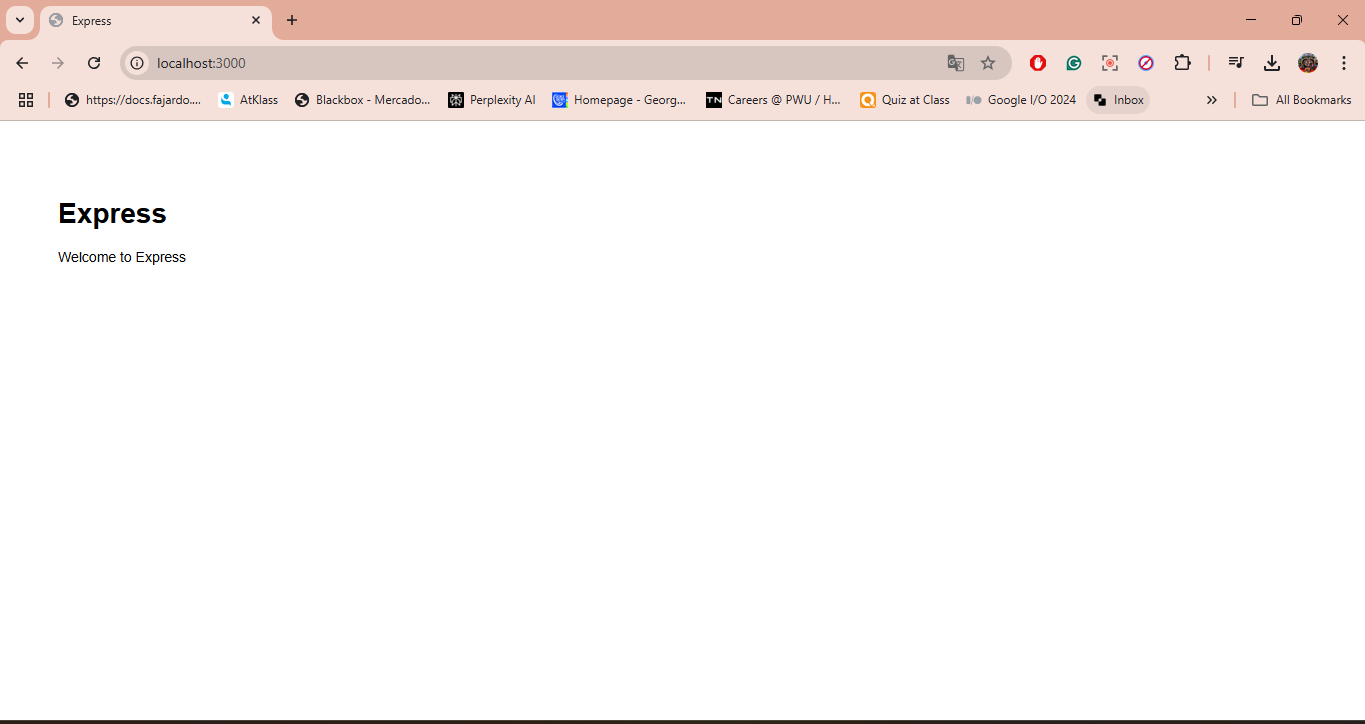 Express
localhost:3000
https://docs.fajardo.... AtKlass Blackbox - Mercado... Perplexity AI Homepage - Georg... TN Careers @ PWU / H... Quiz at Class I/O Google I/O 2024 Inbox » All Bookmarks
Express
Welcome to Express